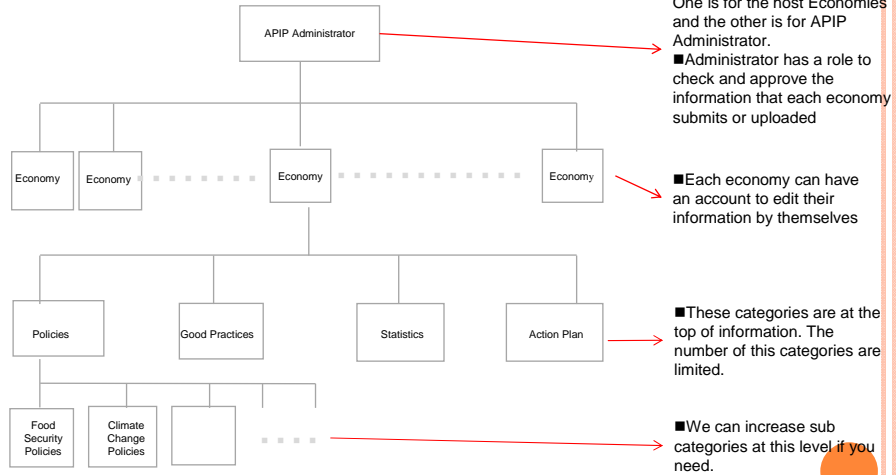 One is for the host Economies
and the other is for APIP
Administrator.
■Administrator has a role to
check and approve the
information that each economy
submits or uploaded
APIP Administrator
Economy
Economy
Economy
Economy
■Each economy can have
an account to edit their
information by themselves
Policies
Good Practices
Statistics
Action Plan
■These categories are at the
top of information. The
number of this categories are
limited.
Food
Security
Policies
Climate
Change
Policies
■We can increase sub
categories at this level if you
need.